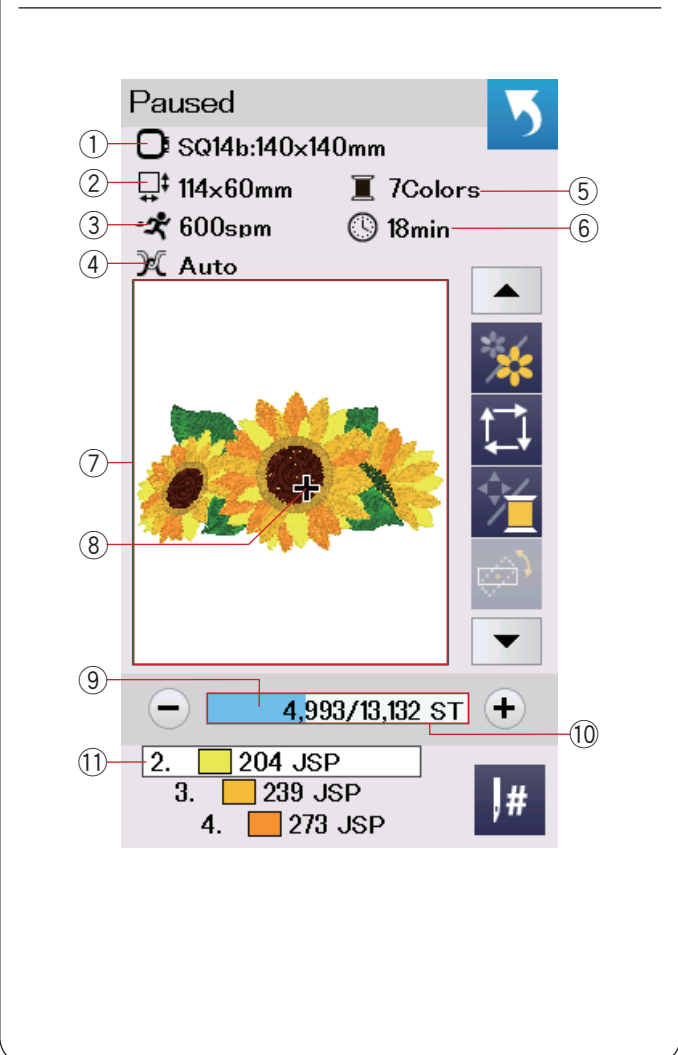 Paused
① SQ14b:140x140mm
② 114x60mm 7Colors ⑤
③ 600spm 18min ⑥
④ Auto
⑦
⑧
⑨
4,993/13,132 ST
⑩
⑪ 2. 204 JSP
3. 239 JSP
4. 273 JSP
#